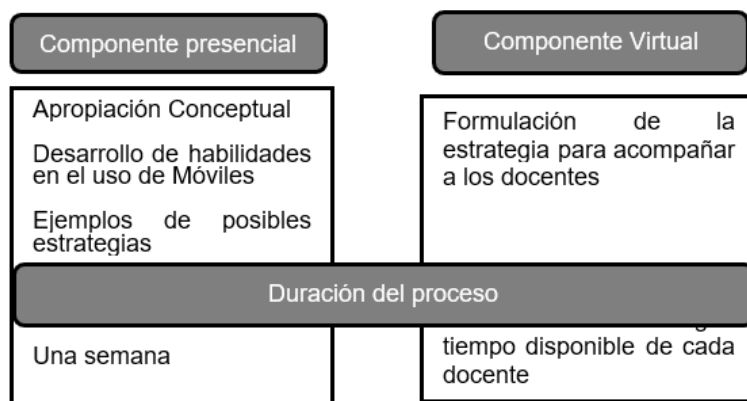 Componente presencial
Componente Virtual
Apropiación Conceptual
Desarrollo de habilidades
en el uso de Móviles
Ejemplos de posibles
estrategias
Formulación de la
estrategia para acompañar
a los docentes
Duración del proceso
Una semana
tiempo disponible de cada
docente